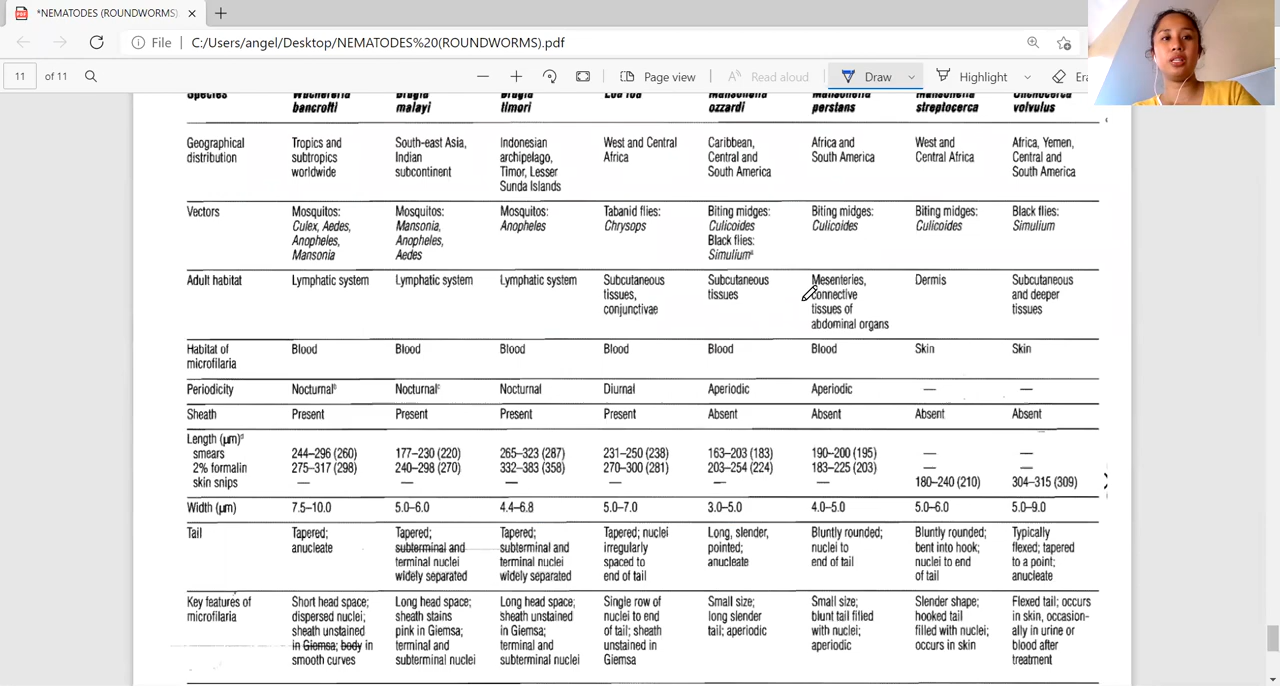 *NEMATODES (ROUNDWORMS)
File C:/Users/angel/Desktop/NEMATODES%20(ROUNDWORMS).pdf
11 of 11 Page view Read aloud Draw Highlight Era
Species Wuchereria Brugia Brugia Loa loa Mansonella Mansonella Mansonella Onchocerca
bancrofti malayi timori ozzardi perstans streptocerca volvulus
Geographical Tropics and South-east Asia, Indonesian West and Central Caribbean, Africa and West and Africa, Yemen,
distribution subtropics Indian archipelago, Africa Central and South America Central Africa Central and
worldwide subcontinent Timor, Lesser South America South America
Sunda Islands
Vectors Mosquitos: Mosquitos: Mosquitos: Tabanid flies: Biting midges: Biting midges: Biting midges: Black flies:
Culex, Aedes, Mansonia, Anopheles Chrysops Culicoides Culicoides Culicoides Simulium
Anopheles, Anopheles, Black flies:
Mansonia Aedes Simuliumª
Adult habitat Lymphatic system Lymphatic system Lymphatic system Subcutaneous Subcutaneous Mesenteries, Dermis Subcutaneous
tissues, tissues connective and deeper
conjunctivae tissues of tissues
abdominal organs
Habitat of Blood Blood Blood Blood Blood Blood Skin Skin
microfilaria
Periodicity Nocturnalᵇ Nocturnalᶜ Nocturnal Diurnal Aperiodic Aperiodic — —
Sheath Present Present Present Present Absent Absent Absent Absent
Length (µm)ᵈ
smears 244–296 (260) 177–230 (220) 265–323 (287) 231–250 (238) 163–203 (183) 190–200 (195) — —
2% formalin 275–317 (298) 240–298 (270) 332–383 (358) 270–300 (281) 203–254 (224) 183–225 (203) — —
skin snips — — — — — — 180–240 (210) 304–315 (309)
Width (µm) 7.5–10.0 5.0–6.0 4.4–6.8 5.0–7.0 3.0–5.0 4.0–5.0 5.0–6.0 5.0–9.0
Tail Tapered; Tapered; Tapered; Tapered; nuclei Long, slender, Bluntly rounded; Bluntly rounded; Typically
anucleate subterminal and subterminal and irregularly pointed; nuclei to bent into hook; flexed; tapered
terminal nuclei terminal nuclei spaced to anucleate end of tail nuclei to end to a point;
widely separated widely separated end of tail of tail anucleate
Key features of Short head space; Long head space; Long head space; Single row of Small size; Small size; Slender shape; Flexed tail; occurs
microfilaria dispersed nuclei; sheath stains sheath unstained nuclei to end long slender blunt tail filled hooked tail in skin, occasion-
sheath unstained pink in Giemsa; in Giemsa; of tail; sheath tail; aperiodic with nuclei; filled with nuclei; ally in urine or
in Giemsa; body in terminal and terminal and unstained in aperiodic occurs in skin blood after
smooth curves subterminal nuclei subterminal nuclei Giemsa treatment